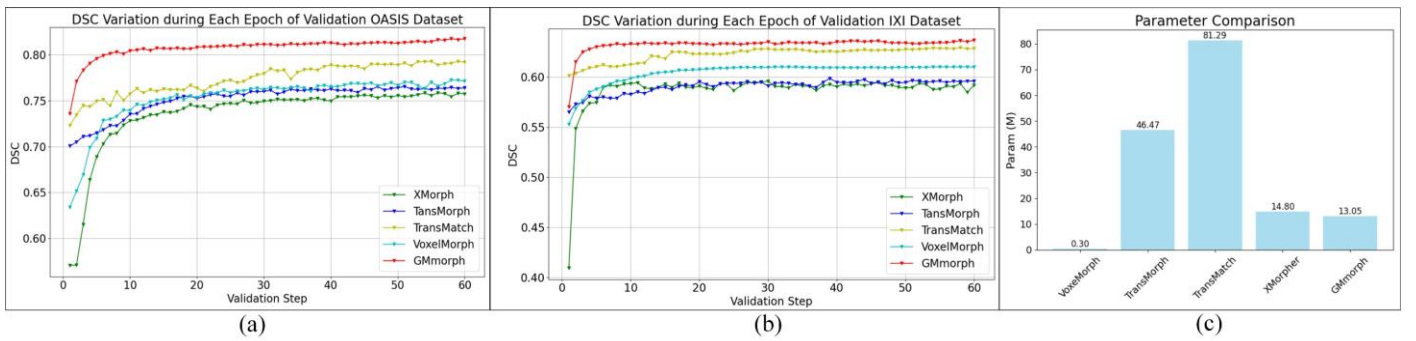 DSC Variation during Each Epoch of Validation OASIS Dataset
DSC
0.80
0.75
0.70
0.65
0.60
0 10 20 30 40 50 60
Validation Step
XMorph
TansMorph
TransMatch
VoxelMorph
GMmorph
(a)
DSC Variation during Each Epoch of Validation IXI Dataset
DSC
0.60
0.55
0.50
0.45
0.40
0 10 20 30 40 50 60
Validation Step
XMorph
TansMorph
TransMatch
VoxelMorph
GMmorph
(b)
Parameter Comparison
Param (M)
80
70
60
50
40
30
20
10
0
0.30
46.47
81.29
14.80
13.05
VoxeMorph
TransMorph
TransMatch
XMorpher
GMmorph
(c)